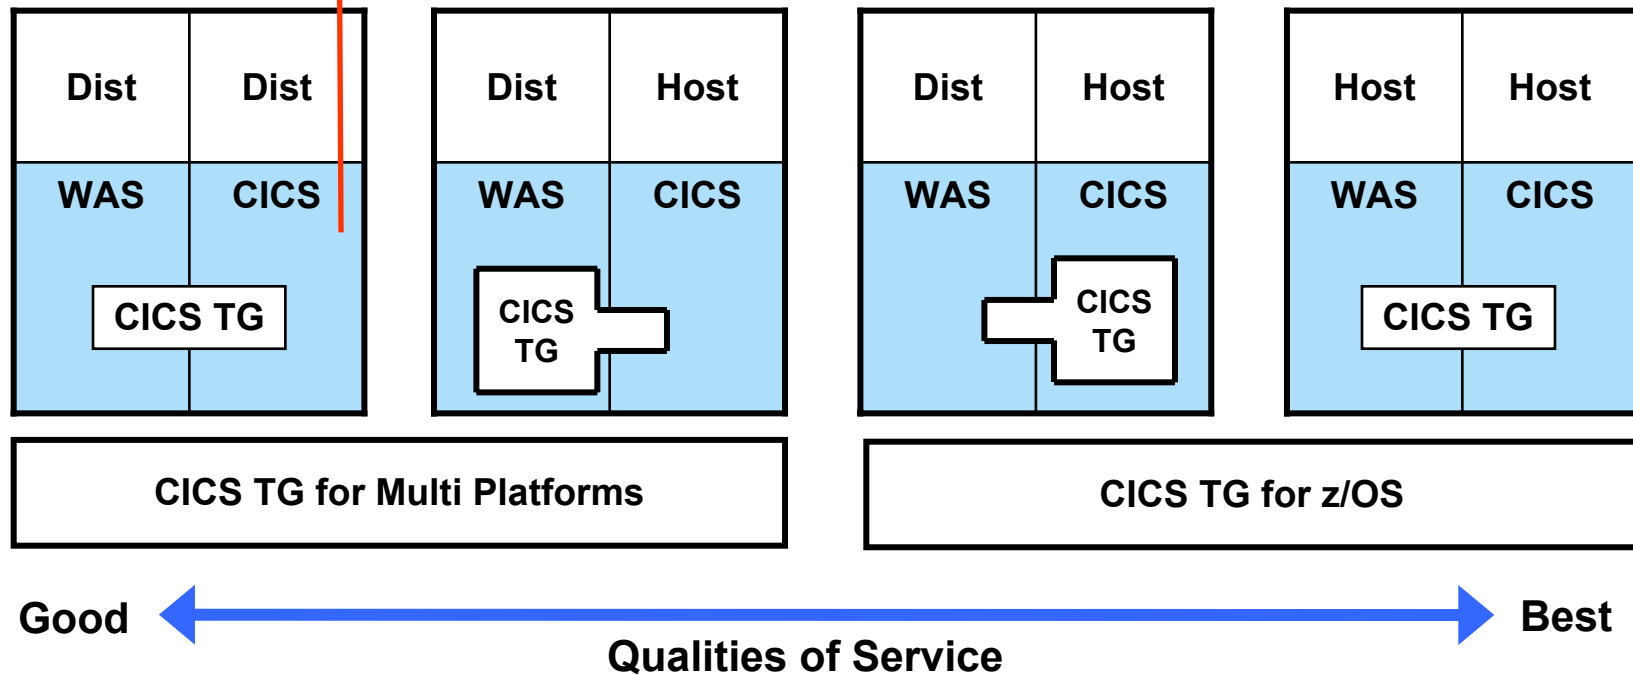 Dist Dist Dist Host Dist Host Host Host
WAS CICS WAS CICS WAS CICS WAS CICS
CICS TG
CICS
TG
CICS
TG
CICS TG
CICS TG for Multi Platforms
CICS TG for z/OS
Good
Best
Qualities of Service